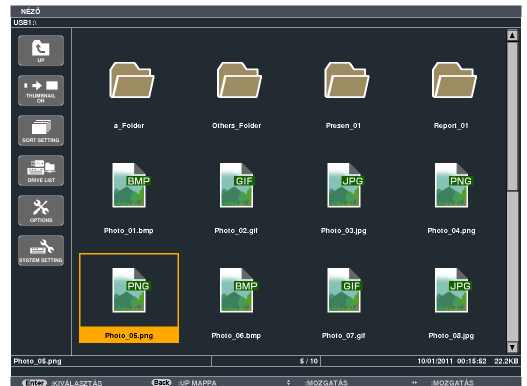 NÉZŐ
USB1:\
UP
THUMBNAIL
ON
SORT SETTING
DRIVE LIST
OPTIONS
SYSTEM SETTING
a_Folder Others_Folder Presen_01 Report_01
BMP GIF JPG PNG
Photo_01.bmp Photo_02.gif Photo_03.jpg Photo_04.png
PNG BMP GIF JPG
Photo_05.png Photo_06.bmp Photo_07.gif Photo_08.jpg
Photo_05.png 5 / 10 10/01/2011 00:15:52 22.2KB
Enter :KIVÁLASZTÁS Back :UP MAPPA :MOZGATÁS :MOZGATÁS